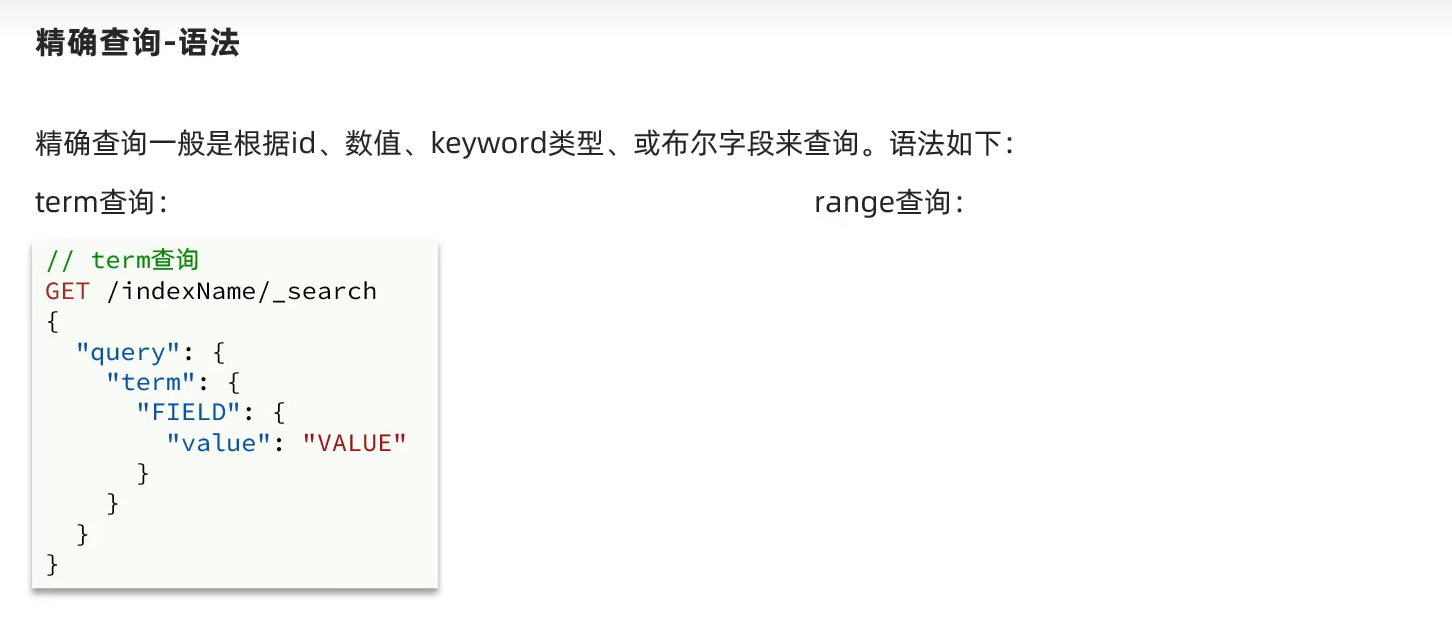 精确查询-语法
精确查询一般是根据id、数值、keyword类型、或布尔字段来查询。语法如下：
term查询：
range查询：
// term查询
GET /indexName/_search
{
  "query": {
    "term": {
      "FIELD": {
        "value": "VALUE"
      }
    }
  }
}